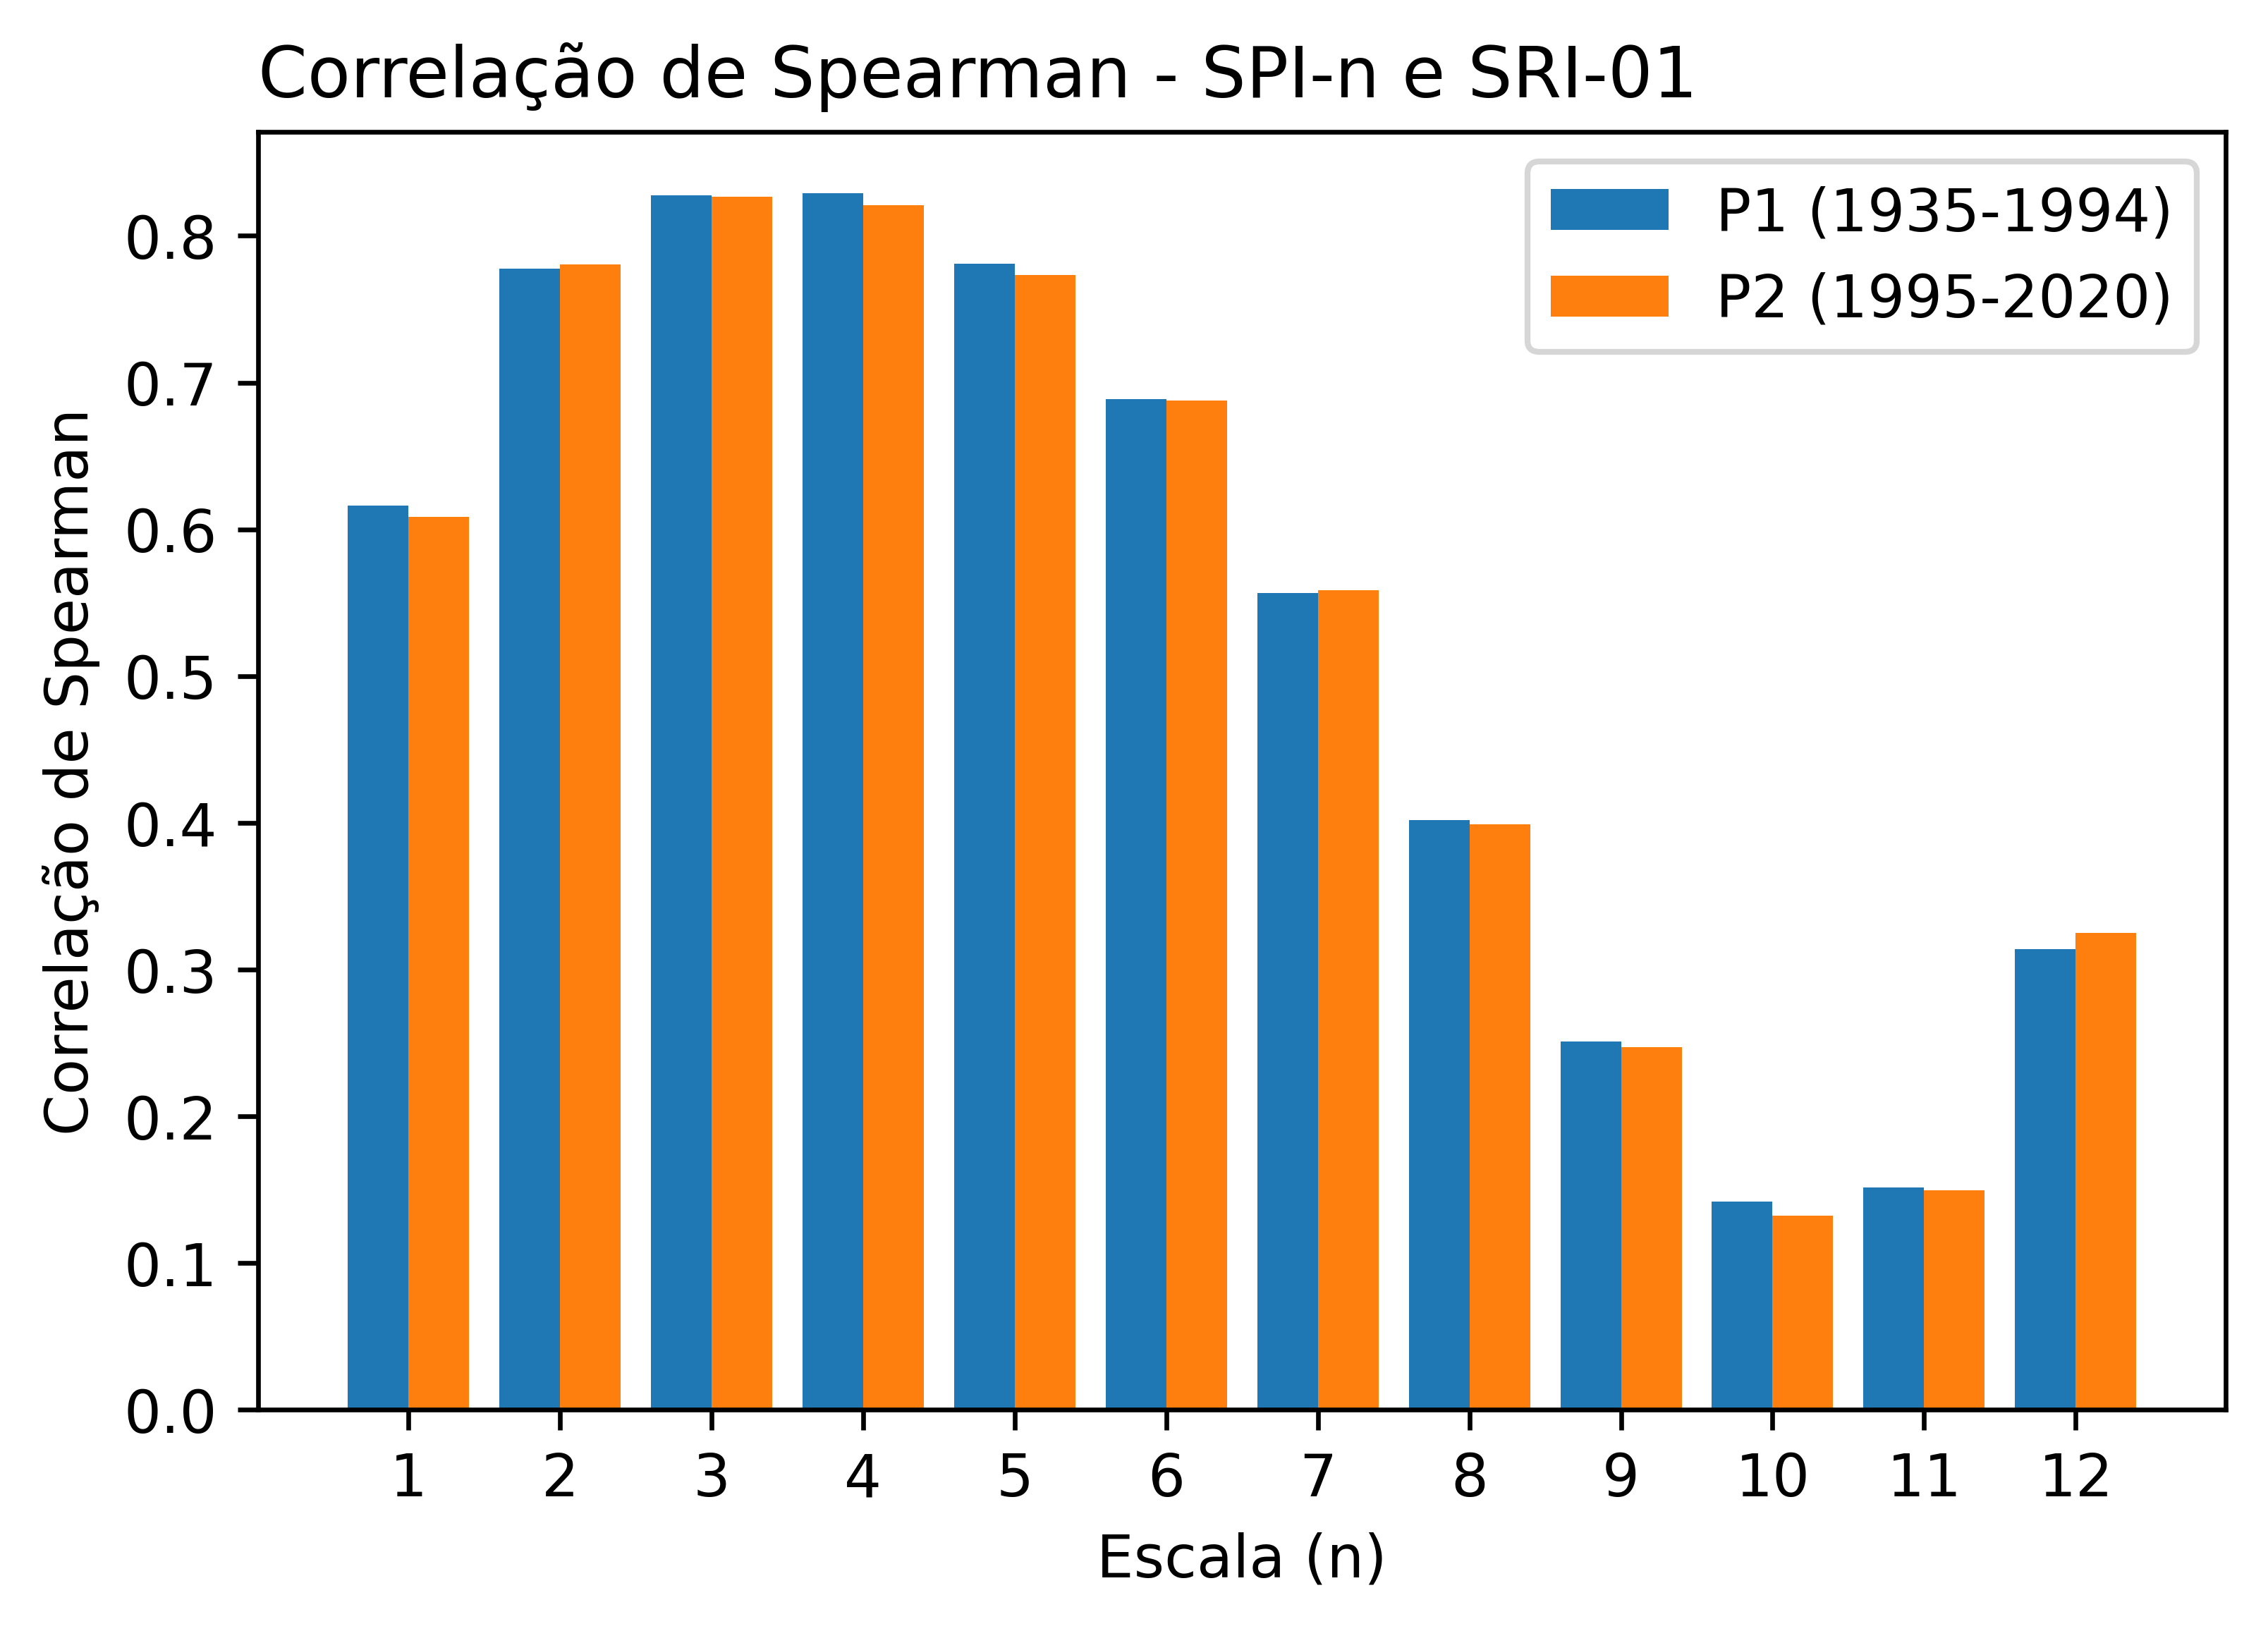 Correlação de Spearman - SPI-n e SRI-01
P1 (1935-1994)
P2 (1995-2020)
Correlação de Spearman
0.8
0.7
0.6
0.5
0.4
0.3
0.2
0.1
0.0
1 2 3 4 5 6 7 8 9 10 11 12
Escala (n)